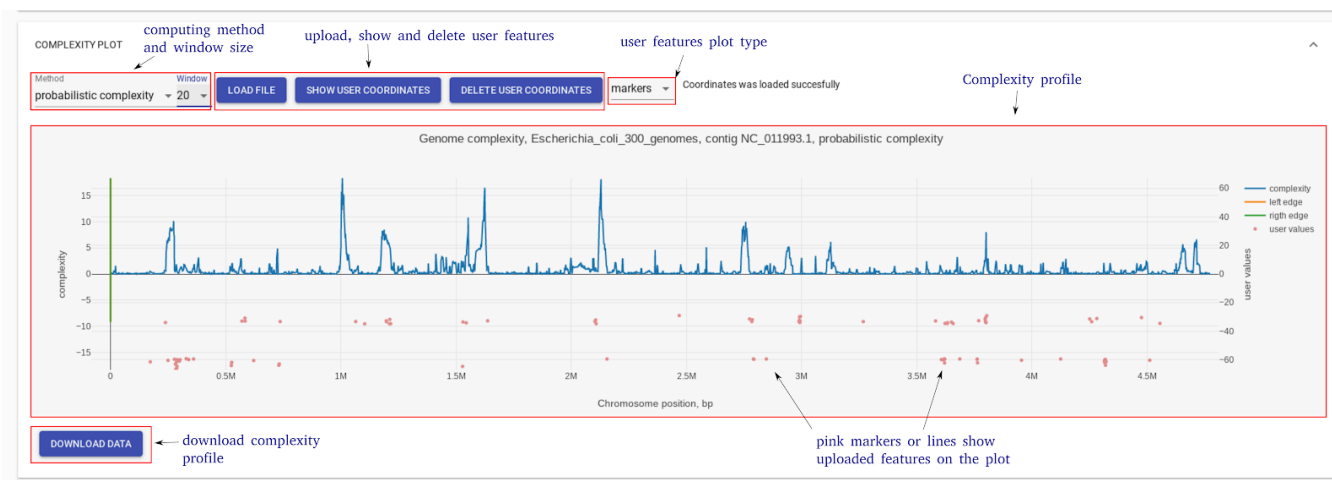 computing method
and window size
upload, show and delete user features
user features plot type
Complexity profile
COMPLEXITY PLOT
Method
Window
probabilistic complexity
20
LOAD FILE
SHOW USER COORDINATES
DELETE USER COORDINATES
markers
Coordinates was loaded succesfully
Genome complexity, Escherichia_coli_300_genomes, contig NC_011993.1, probabilistic complexity
complexity
15
10
5
0
−5
−10
−15
60
40
20
0
−20
−40
−60
user values
complexity
left edge
rigth edge
user values
0
0.5M
1M
1.5M
2M
2.5M
3M
3.5M
4M
4.5M
Chromosome position, bp
DOWNLOAD DATA
download complexity
profile
pink markers or lines show
uploaded features on the plot